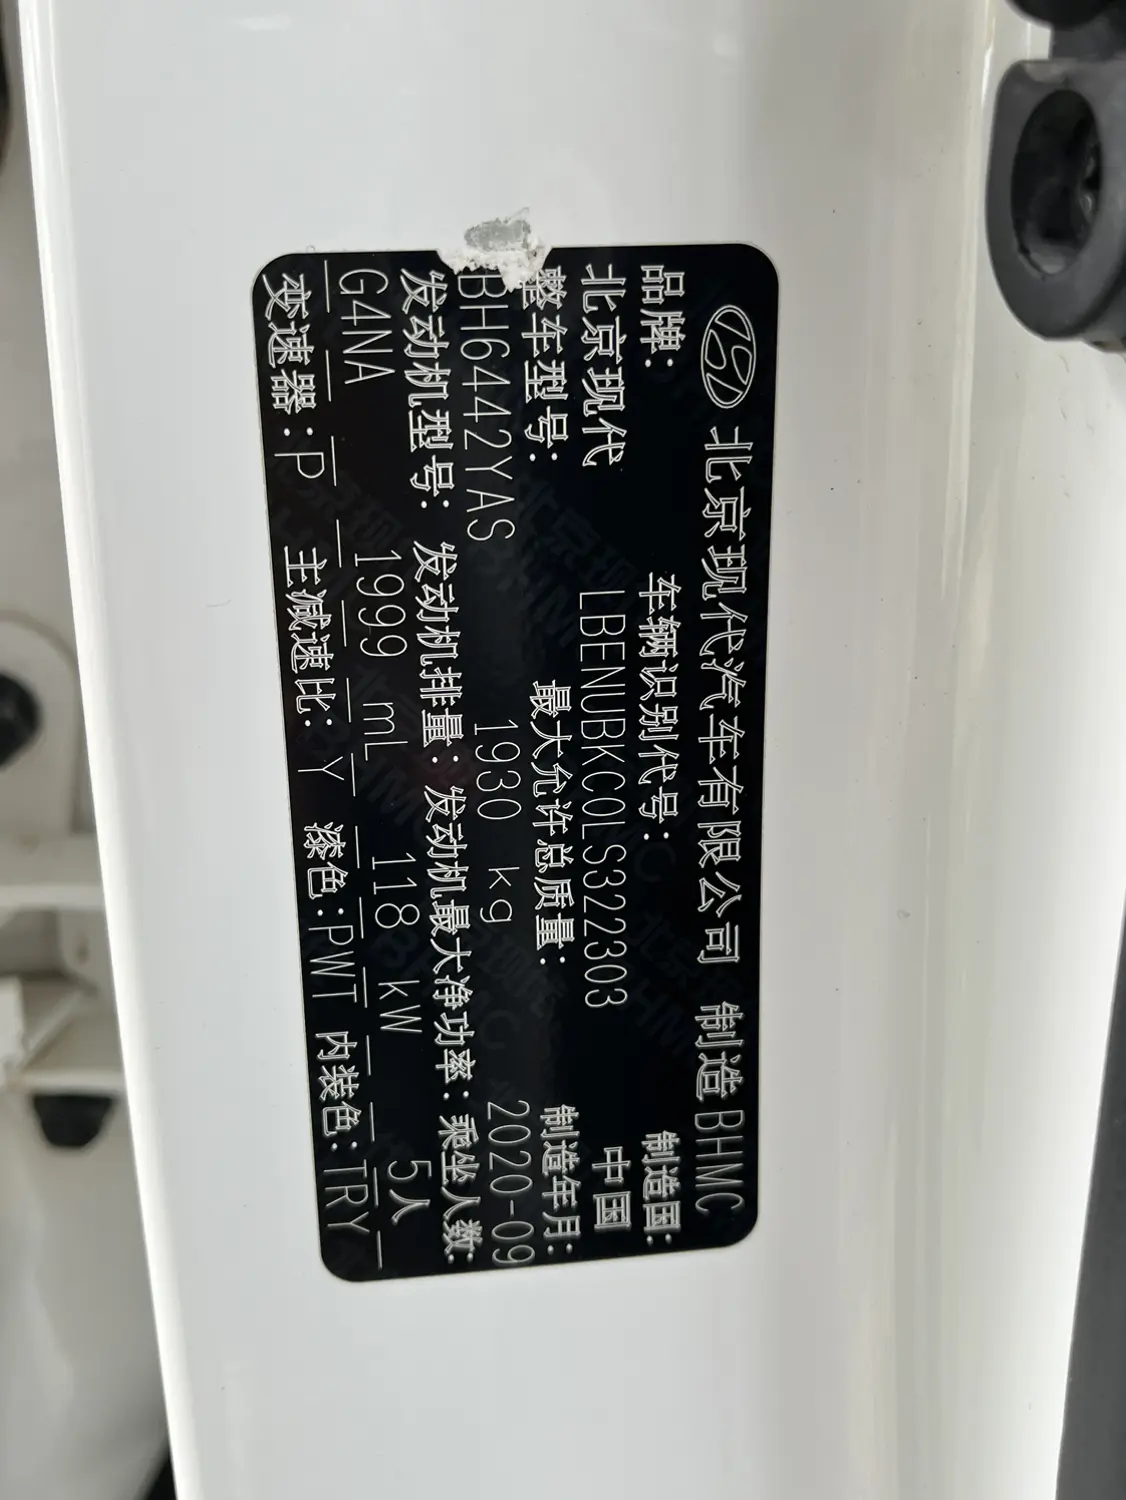 北京现代汽车有限公司 制造 BHMC
品牌: 车辆识别代号: 制造国:
北京现代 LBENUBKC0LS322303 中国
整车型号: 最大允许总质量: 制造年月:
BH6442YAS 1930 kg 2020-09
发动机型号: 发动机排量: 发动机最大净功率: 乘坐人数:
G4NA 1999 mL 118 kW 5人
变速器:P 主减速比:Y 漆色:PWT 内装色:TRY